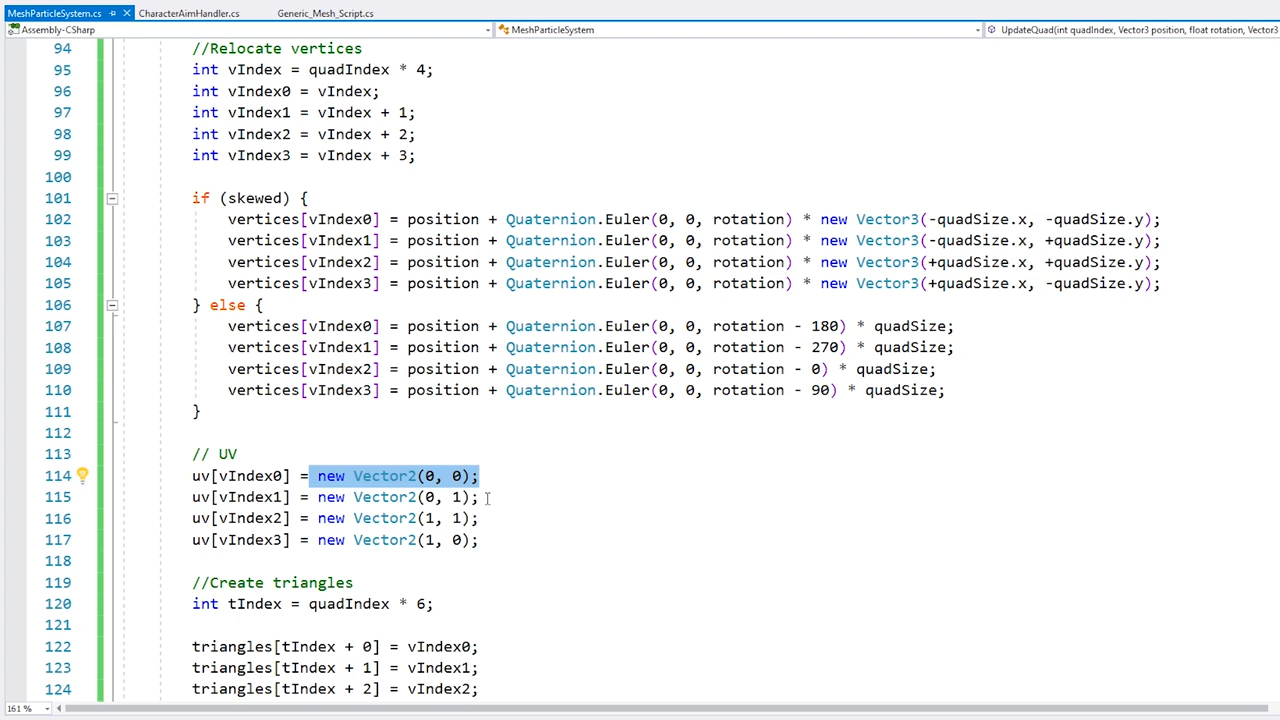 MeshParticleSystem.cs CharacterAimHandler.cs Generic_Mesh_Script.cs
Assembly-CSharp MeshParticleSystem UpdateQuad(int quadIndex, Vector3 position, float rotation, Vector3
94 //Relocate vertices
95 int vIndex = quadIndex * 4;
96 int vIndex0 = vIndex;
97 int vIndex1 = vIndex + 1;
98 int vIndex2 = vIndex + 2;
99 int vIndex3 = vIndex + 3;
100
101 if (skewed) {
102 vertices[vIndex0] = position + Quaternion.Euler(0, 0, rotation) * new Vector3(-quadSize.x, -quadSize.y);
103 vertices[vIndex1] = position + Quaternion.Euler(0, 0, rotation) * new Vector3(-quadSize.x, +quadSize.y);
104 vertices[vIndex2] = position + Quaternion.Euler(0, 0, rotation) * new Vector3(+quadSize.x, +quadSize.y);
105 vertices[vIndex3] = position + Quaternion.Euler(0, 0, rotation) * new Vector3(+quadSize.x, -quadSize.y);
106 } else {
107 vertices[vIndex0] = position + Quaternion.Euler(0, 0, rotation - 180) * quadSize;
108 vertices[vIndex1] = position + Quaternion.Euler(0, 0, rotation - 270) * quadSize;
109 vertices[vIndex2] = position + Quaternion.Euler(0, 0, rotation - 0) * quadSize;
110 vertices[vIndex3] = position + Quaternion.Euler(0, 0, rotation - 90) * quadSize;
111 }
112
113 // UV
114 uv[vIndex0] = new Vector2(0, 0);
115 uv[vIndex1] = new Vector2(0, 1);
116 uv[vIndex2] = new Vector2(1, 1);
117 uv[vIndex3] = new Vector2(1, 0);
118
119 //Create triangles
120 int tIndex = quadIndex * 6;
121
122 triangles[tIndex + 0] = vIndex0;
123 triangles[tIndex + 1] = vIndex1;
124 triangles[tIndex + 2] = vIndex2;
161 %